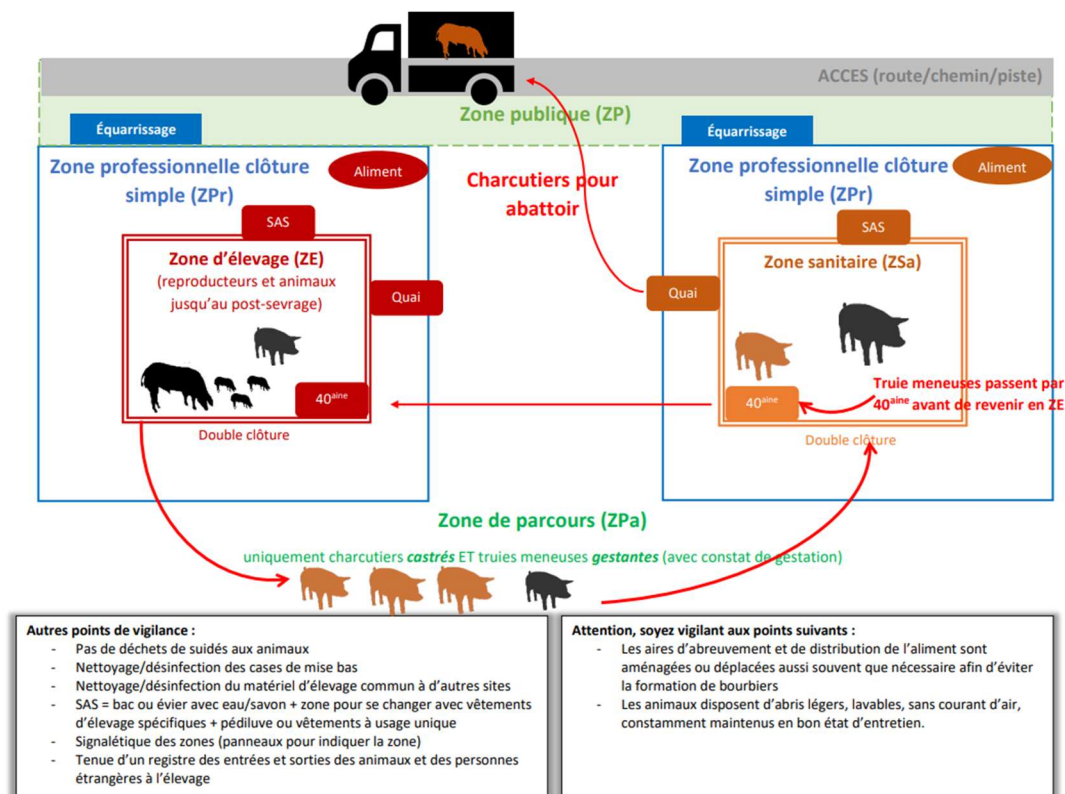 ACCES (route/chemin/piste)
Zone publique (ZP)
Équarrissage
Équarrissage
Zone professionnelle clôture
simple (ZPr)
Aliment
Charcutiers pour
abattoir
Zone professionnelle clôture
simple (ZPr)
Aliment
SAS
SAS
Zone d'élevage (ZE)
(reproducteurs et animaux
jusqu'au post-sevrage)
Quai
Quai
Zone sanitaire (ZSa)
40aine
40aine
Truie meneuses passent par
40aine avant de revenir en ZE
Double clôture
Double clôture
Zone de parcours (ZPa)
uniquement charcutiers castrés ET truies meneuses gestantes (avec constat de gestation)
Autres points de vigilance :
- Pas de déchets de suidés aux animaux
- Nettoyage/désinfection des cases de mise bas
- Nettoyage/désinfection du matériel d'élevage commun à d'autres sites
- SAS = bac ou évier avec eau/savon + zone pour se changer avec vêtements
d'élevage spécifiques + pédiluve ou vêtements à usage unique
- Signalétique des zones (panneaux pour indiquer la zone)
- Tenue d'un registre des entrées et sorties des animaux et des personnes
étrangères à l'élevage
Attention, soyez vigilant aux points suivants :
- Les aires d'abreuvement et de distribution de l'aliment sont
aménagées ou déplacées aussi souvent que nécessaire afin d'éviter
la formation de bourbiers
- Les animaux disposent d'abris légers, lavables, sans courant d'air,
constamment maintenus en bon état d'entretien.